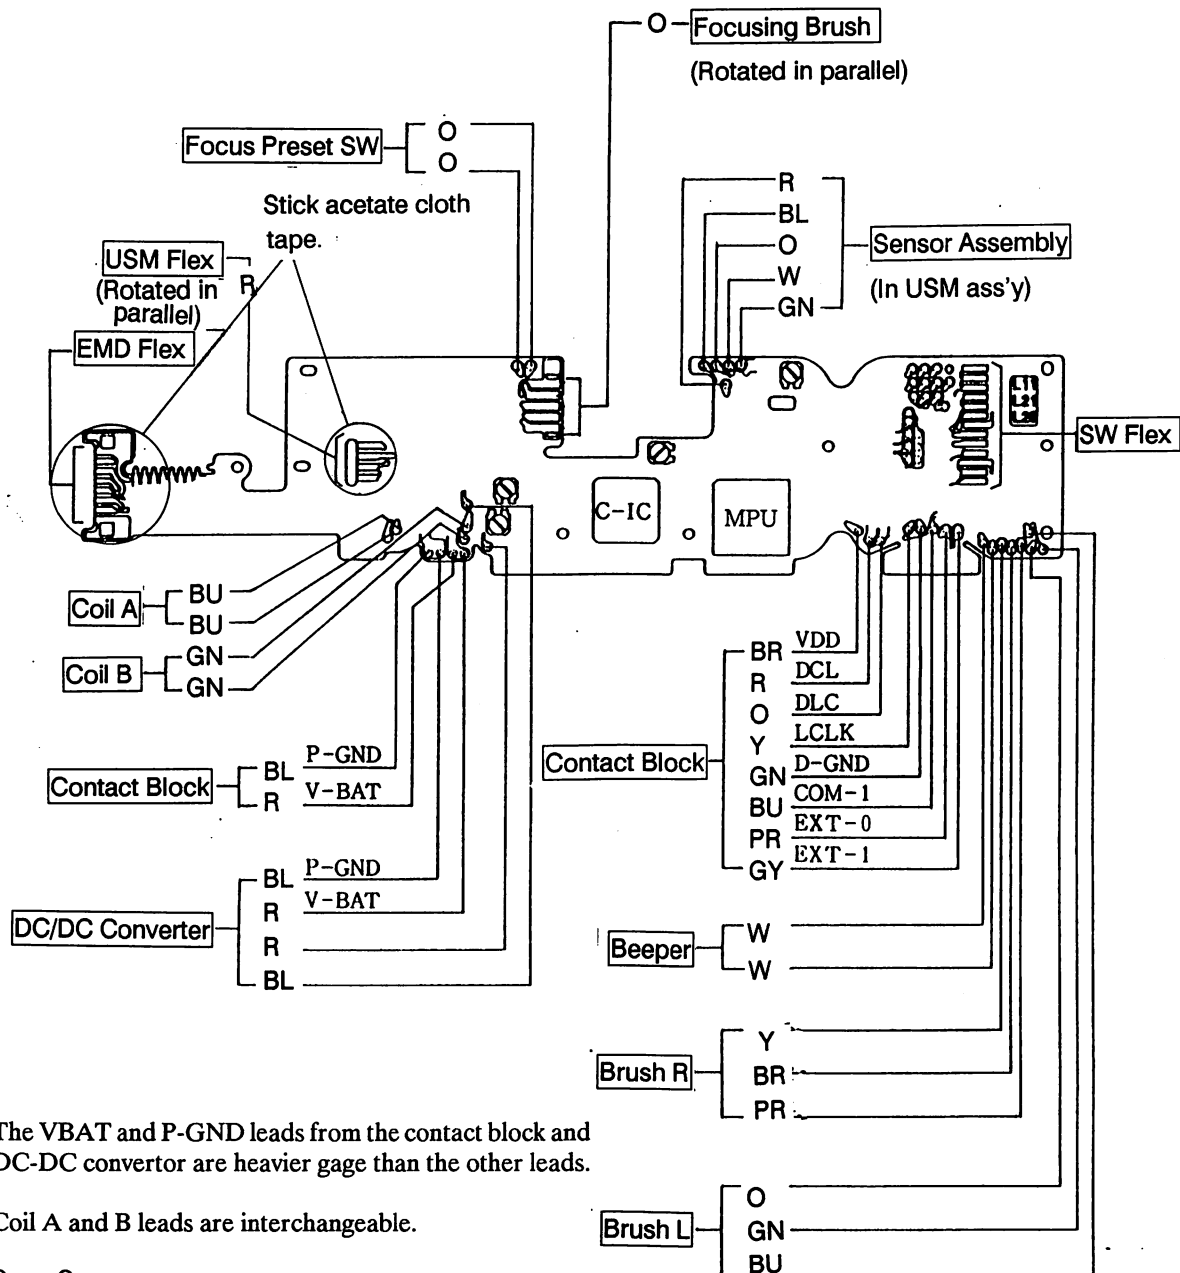 O Focusing Brush
(Rotated in parallel)
O
Focus Preset SW
O
Stick acetate cloth
tape.
USM Flex
R
(Rotated in
parallel)
EMD Flex
R
BL
O
W
GN
Sensor Assembly
(In USM ass'y)
L11
L21
SW Flex
C-IC
MPU
Coil A
BU
BU
Coil B
GN
GN
Contact Block
BL P-GND
R V-BAT
DC/DC Converter
BL P-GND
R V-BAT
R
BL
Contact Block
BR VDD
R DCL
O DLC
Y LCLK
GN D-GND
BU COM-1
PR EXT-0
GY EXT-1
Beeper
W
W
Brush R
Y
BR
PR
Brush L
O
GN
BU
The VBAT and P-GND leads from the contact block and
DC-DC convertor are heavier gage than the other leads.
Coil A and B leads are interchangeable.